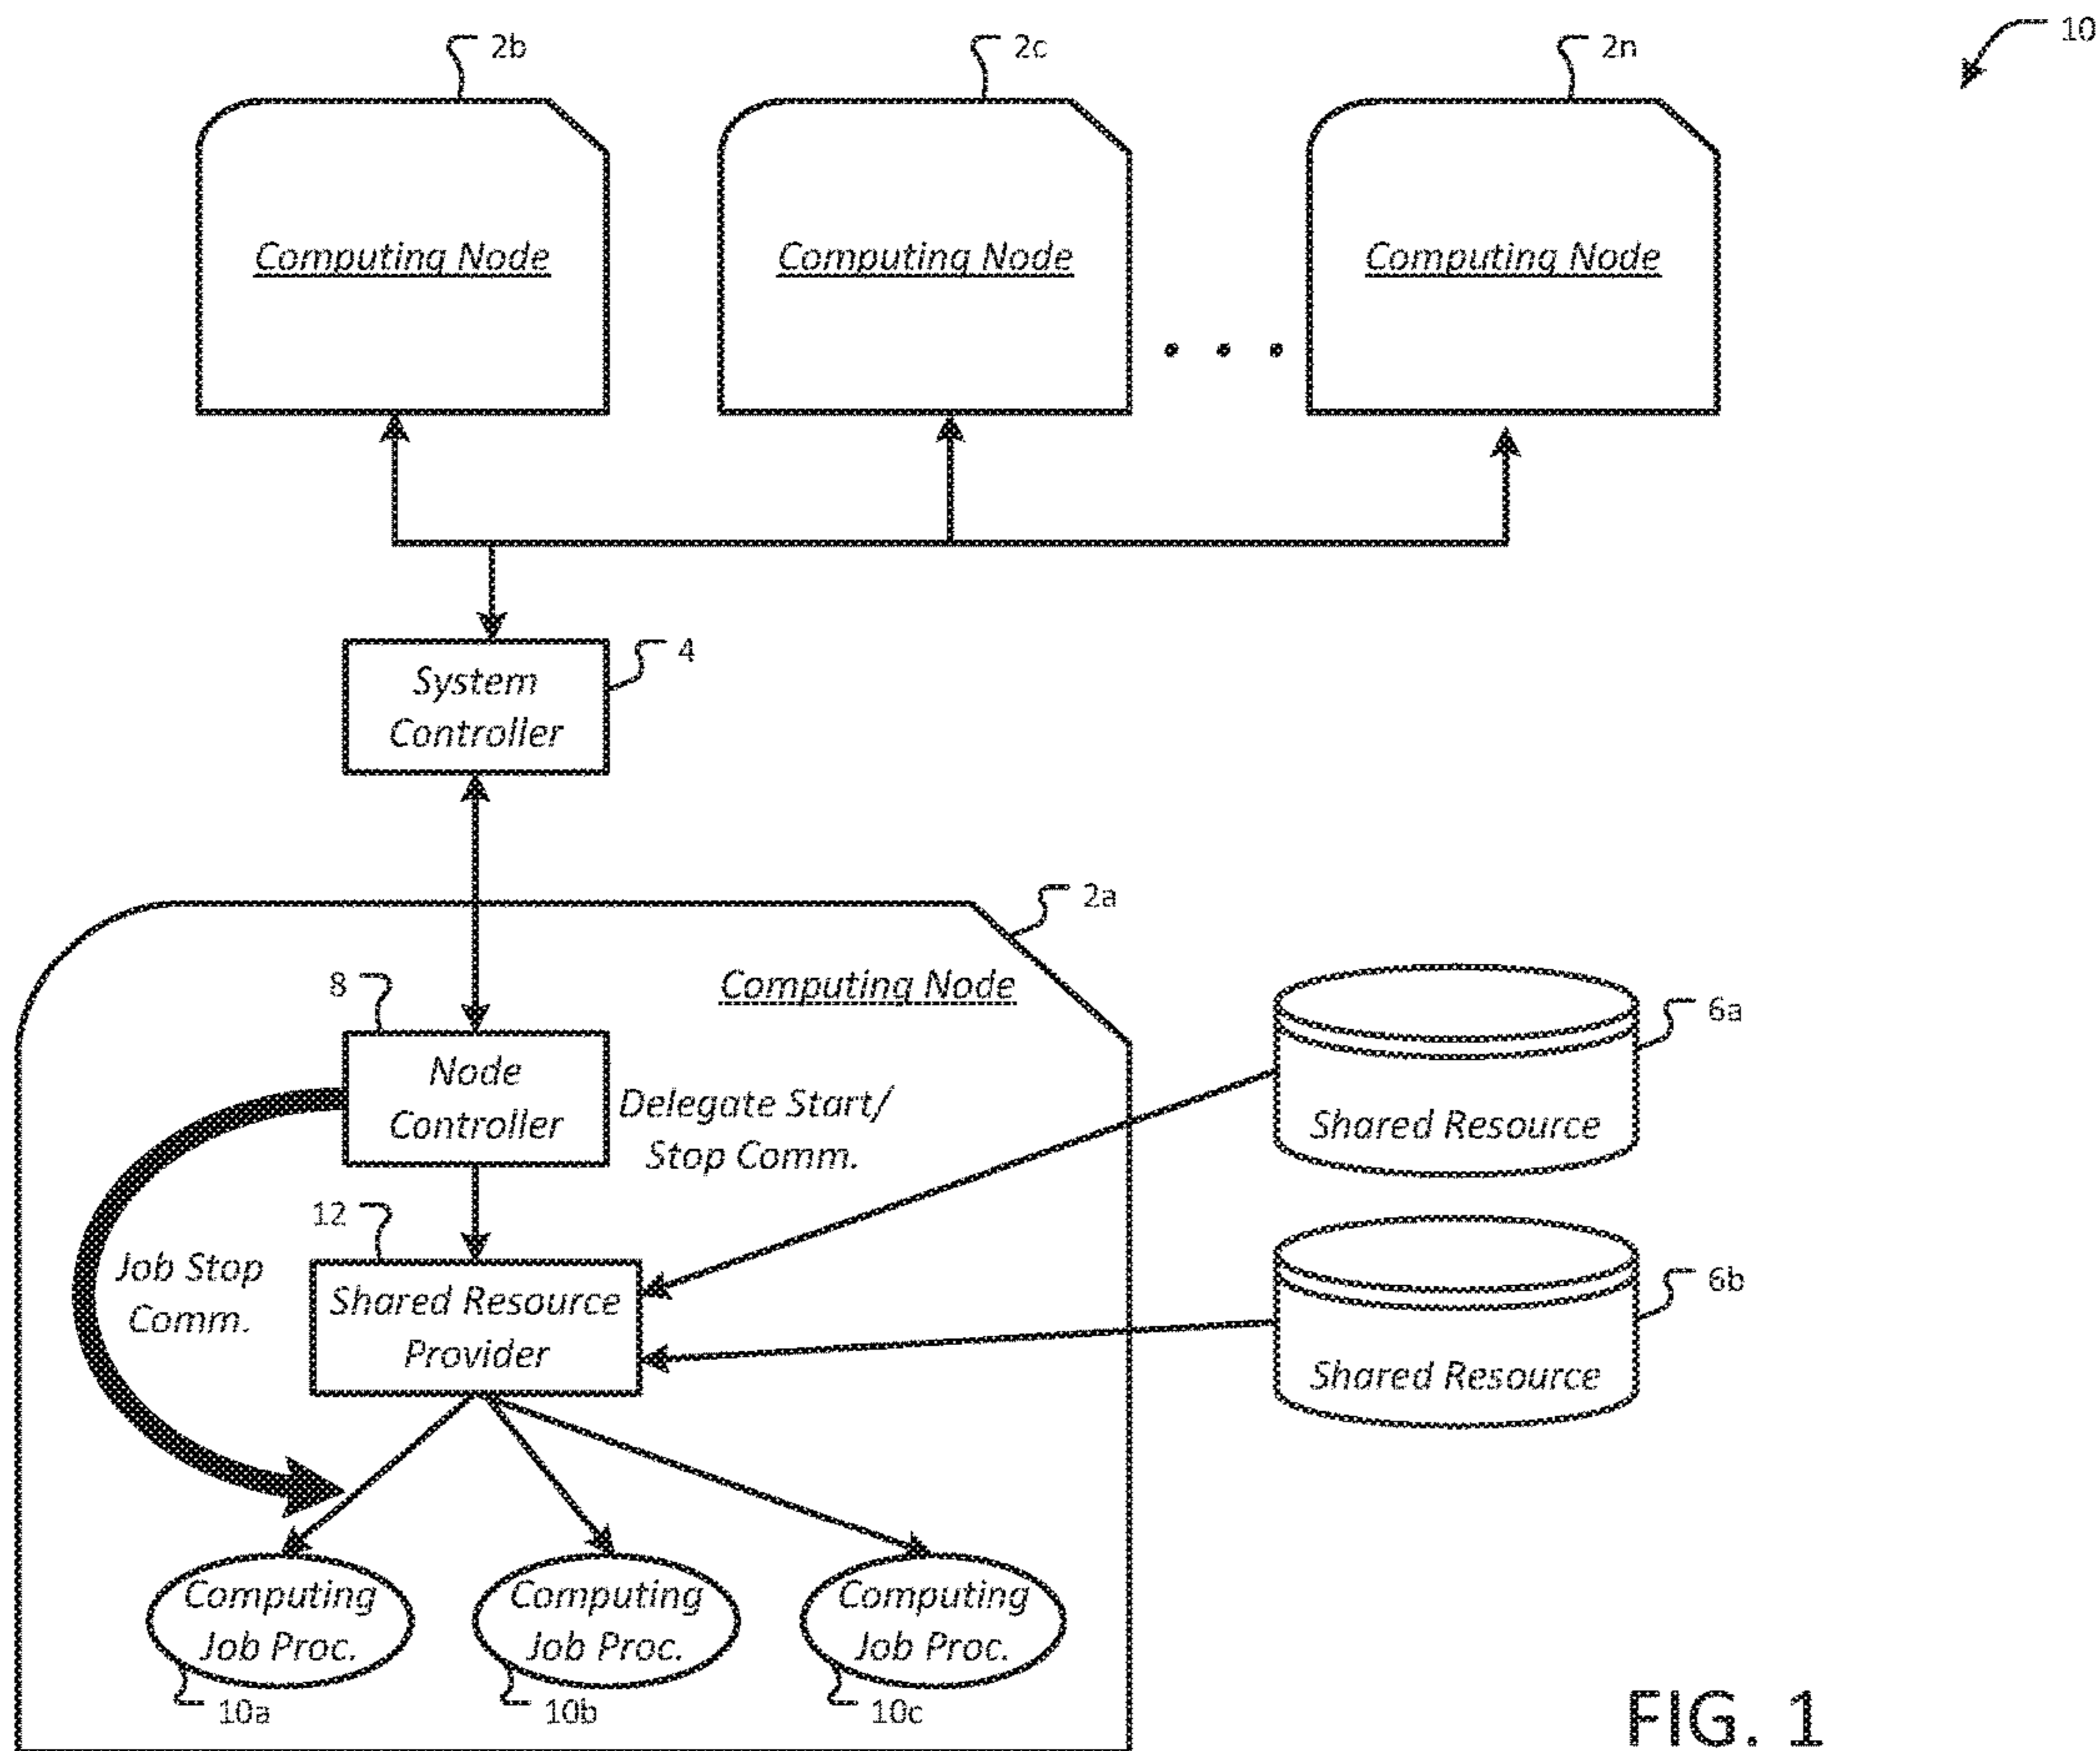 10
2b
2c
2n
Computing Node
Computing Node
Computing Node
. . .
4
System
Controller
2a
Computing Node
8
Node
Controller
Delegate Start/
Stop Comm.
6a
Shared Resource
12
Job Stop
Comm.
Shared Resource
Provider
6b
Shared Resource
Computing
Job Proc.
Computing
Job Proc.
Computing
Job Proc.
10a
10b
10c
FIG. 1